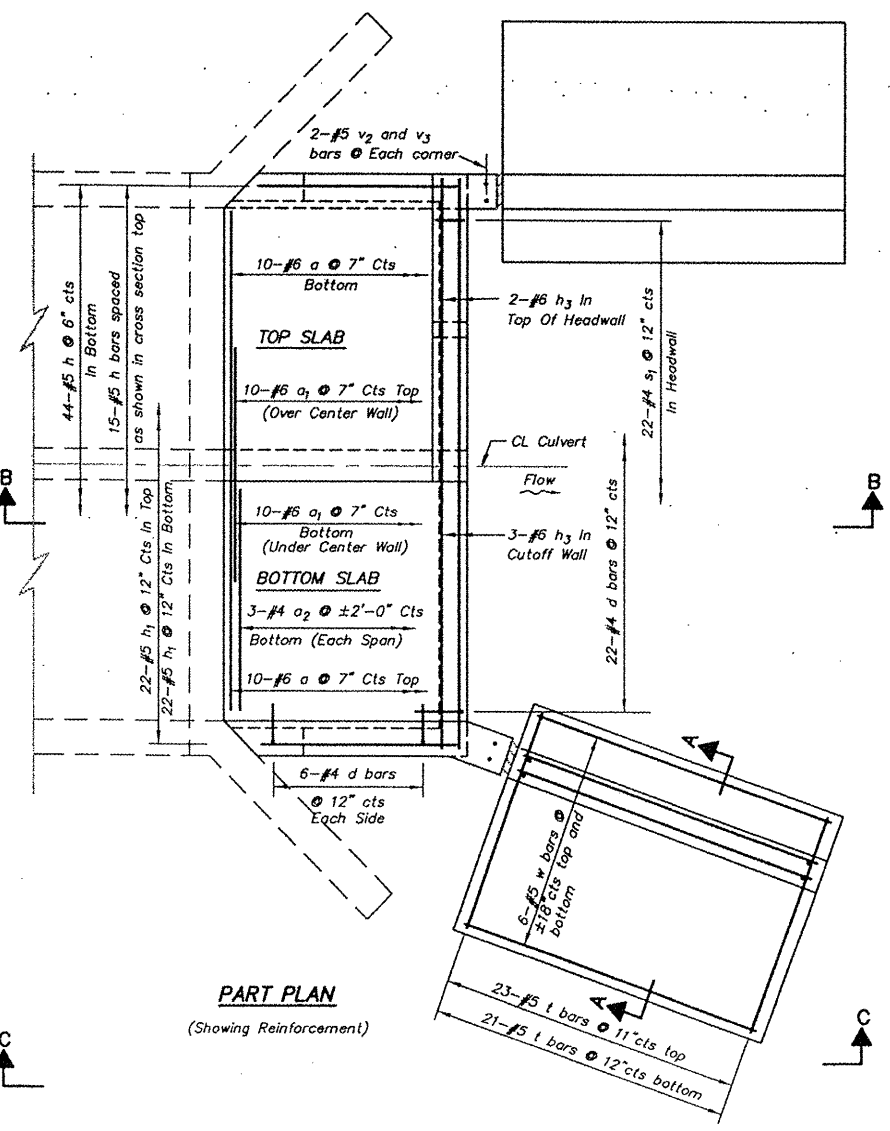 2-#5 v2 and v3
bars @ Each corner
10-#6 a @ 7" Cts
Bottom
TOP SLAB
10-#6 a1 @ 7" Cts Top
(Over Center Wall)
2-#6 h3 In
Top Of Headwall
44-#5 h @ 6" cts
In Bottom
15-#5 h bars spaced
as shown in cross section top
22-#4 s1 @ 12" cts
In Headwall
CL Culvert
Flow
B
B
10-#6 a1 @ 7" Cts
Bottom
(Under Center Wall)
3-#6 h3 In
Cutoff Wall
BOTTOM SLAB
3-#4 a2 @ ±2'-0" Cts
Bottom (Each Span)
10-#6 a @ 7" Cts Top
22-#5 h1 @ 12" Cts In Top
22-#5 h1 @ 12" Cts In Bottom
22-#4 d bars @ 12" cts
6-#4 d bars
@ 12" cts
Each Side
A
6-#5 w bars @
±18"cts top and
bottom
A
23-#5 t bars @ 11"cts top
21-#5 t bars @ 12"cts bottom
PART PLAN
(Showing Reinforcement)
C
C